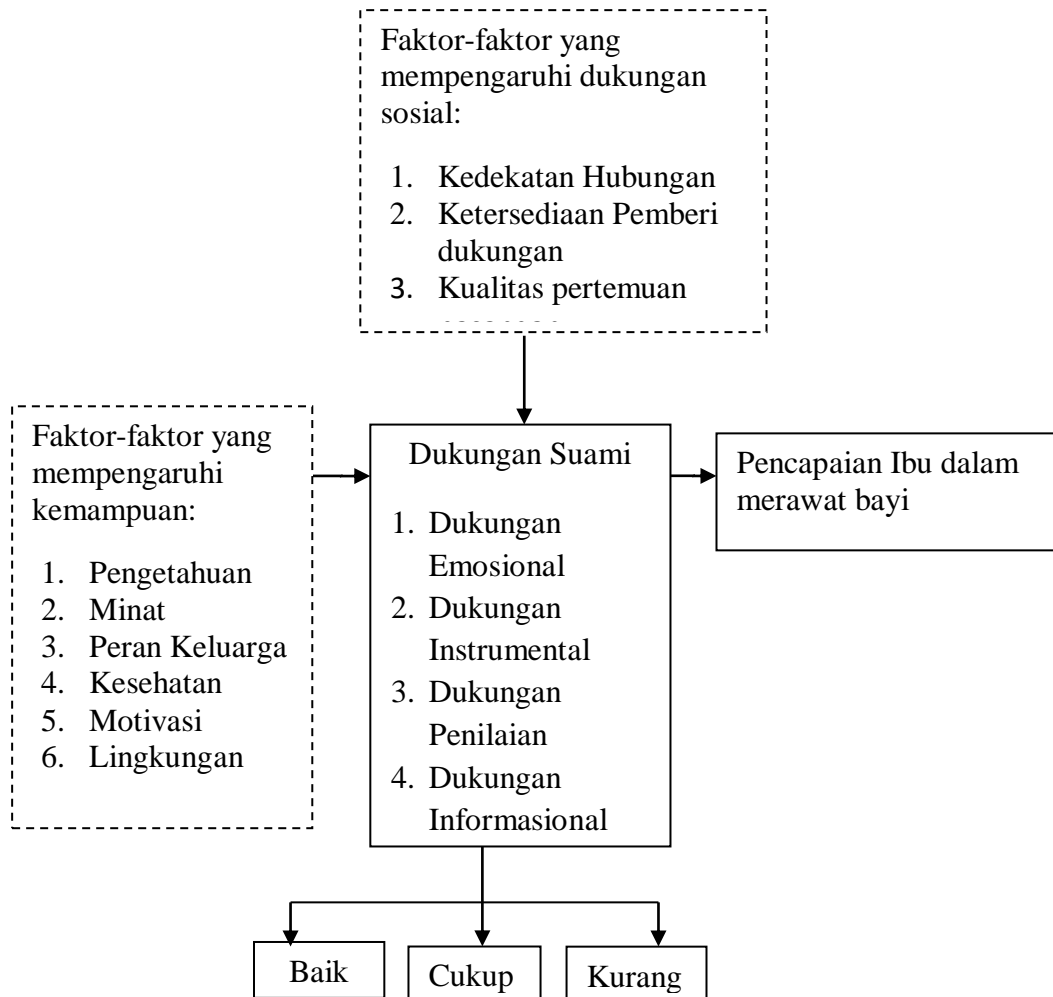 Faktor-faktor yang
mempengaruhi dukungan
sosial:
1. Kedekatan Hubungan
2. Ketersediaan Pemberi
dukungan
3. Kualitas pertemuan
Faktor-faktor yang
mempengaruhi
kemampuan:
1. Pengetahuan
2. Minat
3. Peran Keluarga
4. Kesehatan
5. Motivasi
6. Lingkungan
Dukungan Suami
1. Dukungan
Emosional
2. Dukungan
Instrumental
3. Dukungan
Penilaian
4. Dukungan
Informasional
Pencapaian Ibu dalam
merawat bayi
Baik
Cukup
Kurang